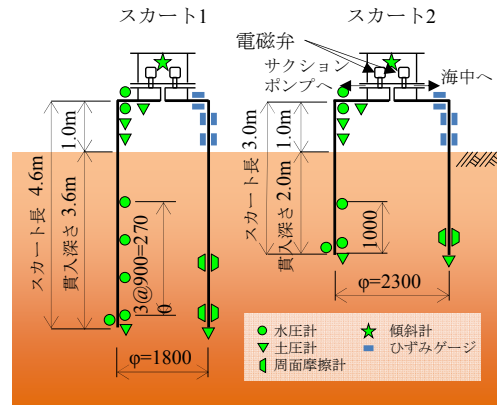 スカート1
スカート2
電磁弁
サクション
ポンプへ
海中へ
スカート長 4.6m
1.0m
貫入深さ 3.6m
3@900=270
0
φ=1800
スカート長 3.0m
1.0m
貫入深さ 2.0m
1000
φ=2300
水圧計
傾斜計
土圧計
ひずみゲージ
周面摩擦計